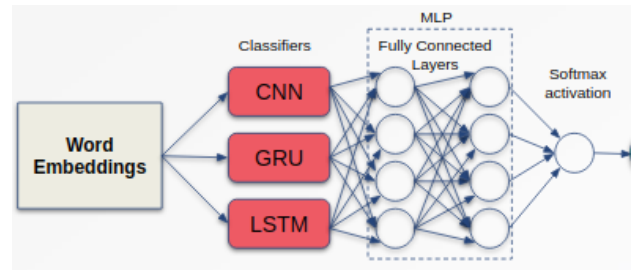 MLP
Classifiers
Fully Connected
Layers
Softmax
activation
CNN
Word
Embeddings
GRU
LSTM